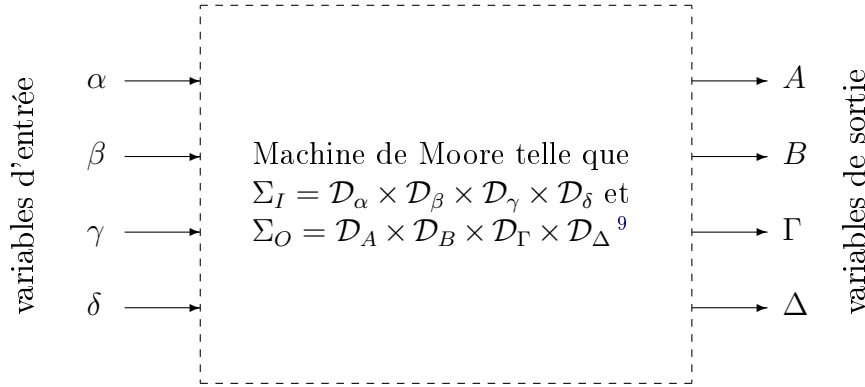 variables d'entrée
α
β
γ
δ
Machine de Moore telle que
Σ_I = 𝒟_α × 𝒟_β × 𝒟_γ × 𝒟_δ et
Σ_O = 𝒟_A × 𝒟_B × 𝒟_Γ × 𝒟_Δ ⁹
A
B
Γ
Δ
variables de sortie